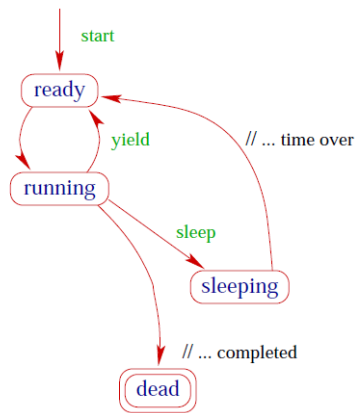 start
ready
yield
// ... time over
running
sleep
sleeping
// ... completed
dead